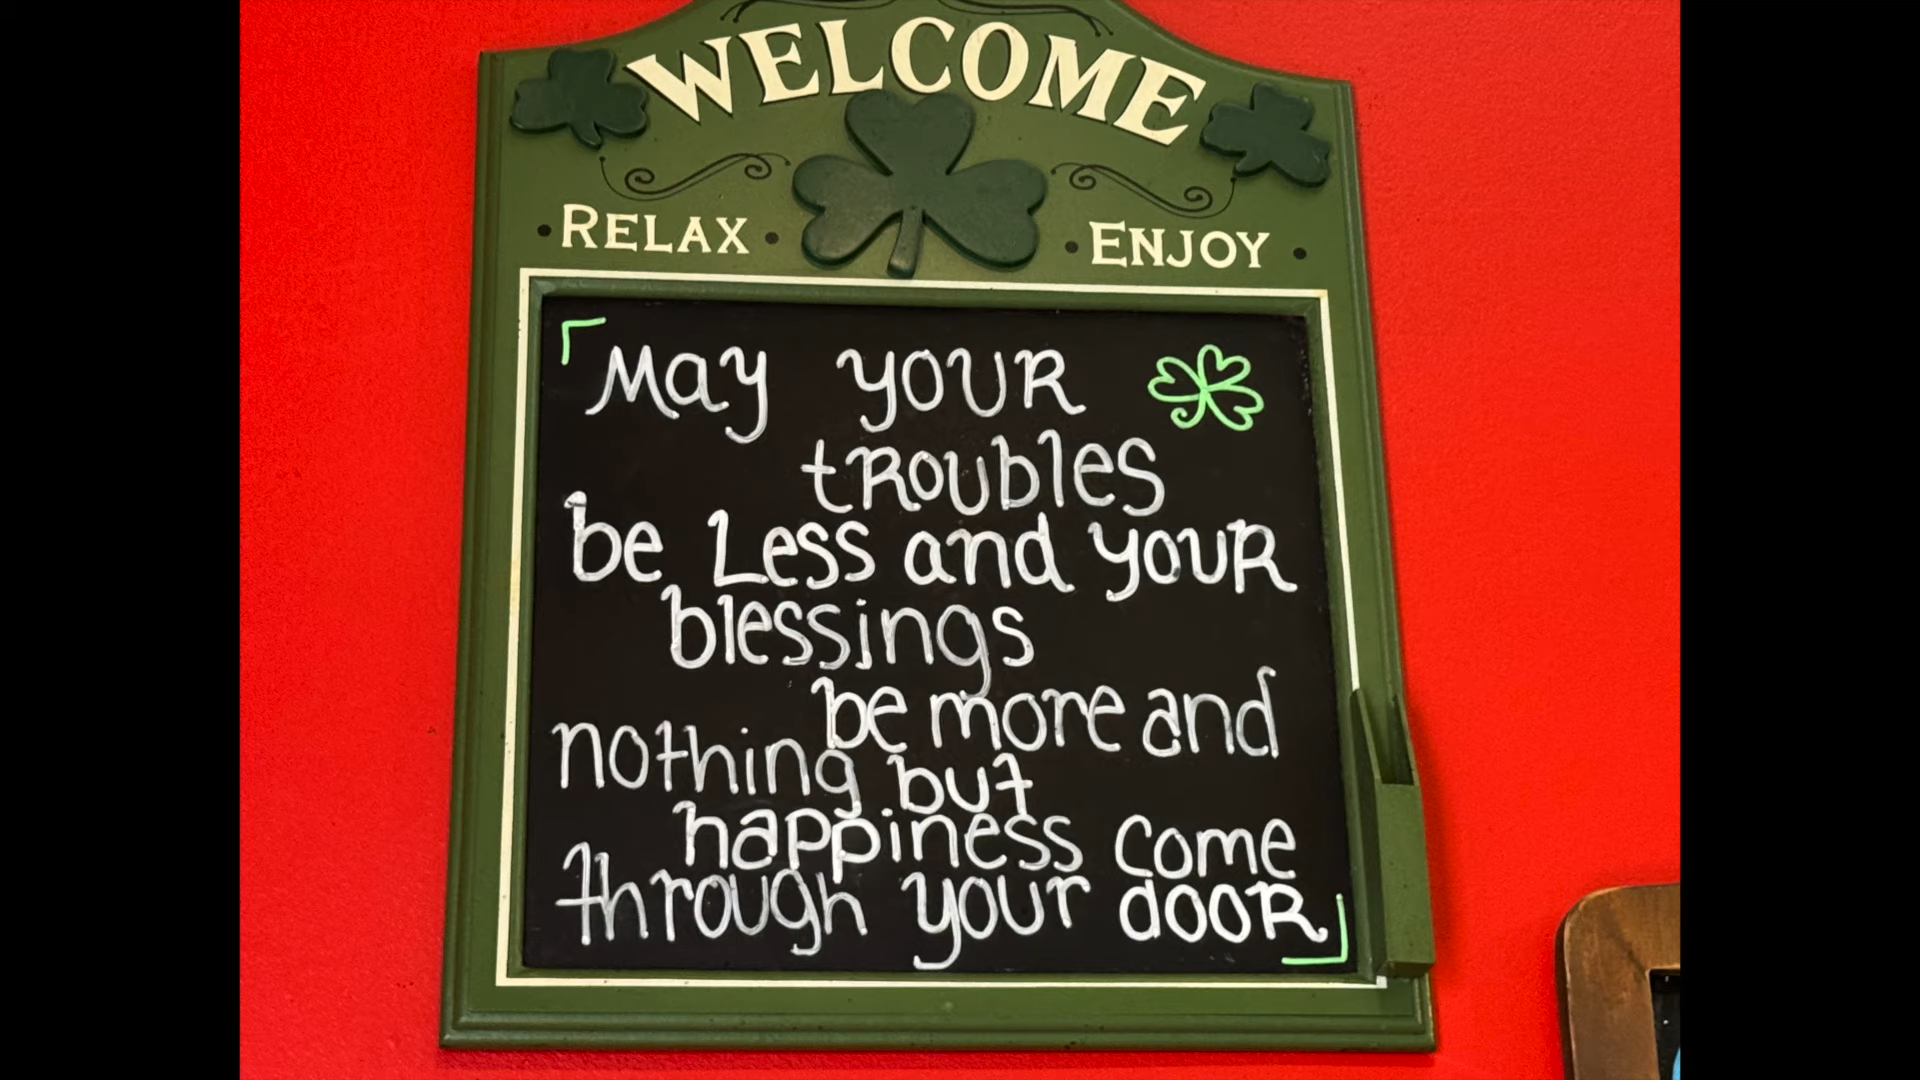 WELCOME
• RELAX • • ENJOY •
May YOUR
tROUbLES
be Less and YOUR
blessings
be more and
nothing but
happiness come
through your dooR